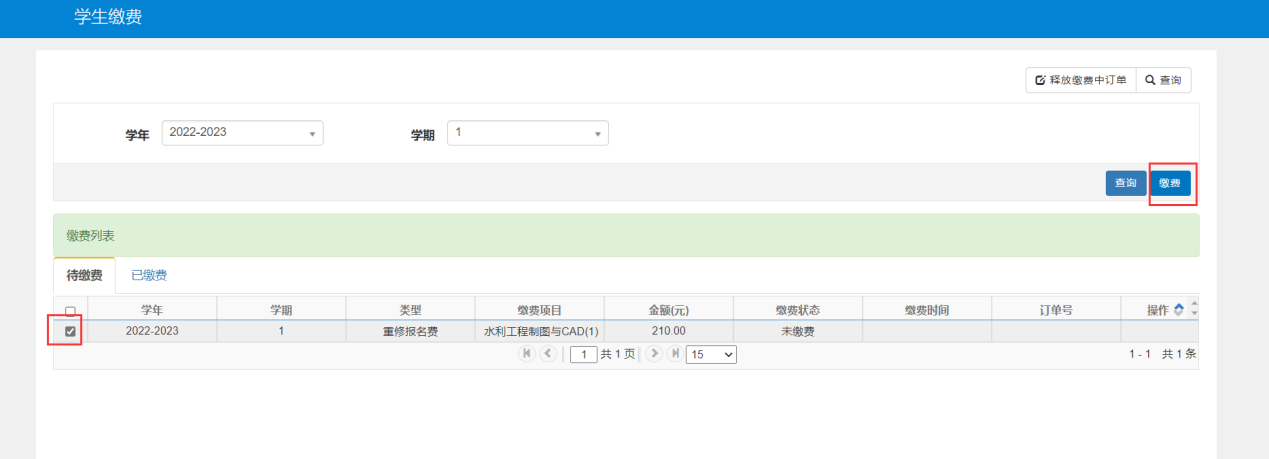 学生缴费
释放缴费中订单 查询
学年 2022-2023 学期 1
查询 缴费
缴费列表
待缴费 已缴费
学年 学期 类型 缴费项目 金额(元) 缴费状态 缴费时间 订单号 操作
2022-2023 1 重修报名费 水利工程制图与CAD(1) 210.00 未缴费
1 共 1 页 15 1 - 1 共 1 条